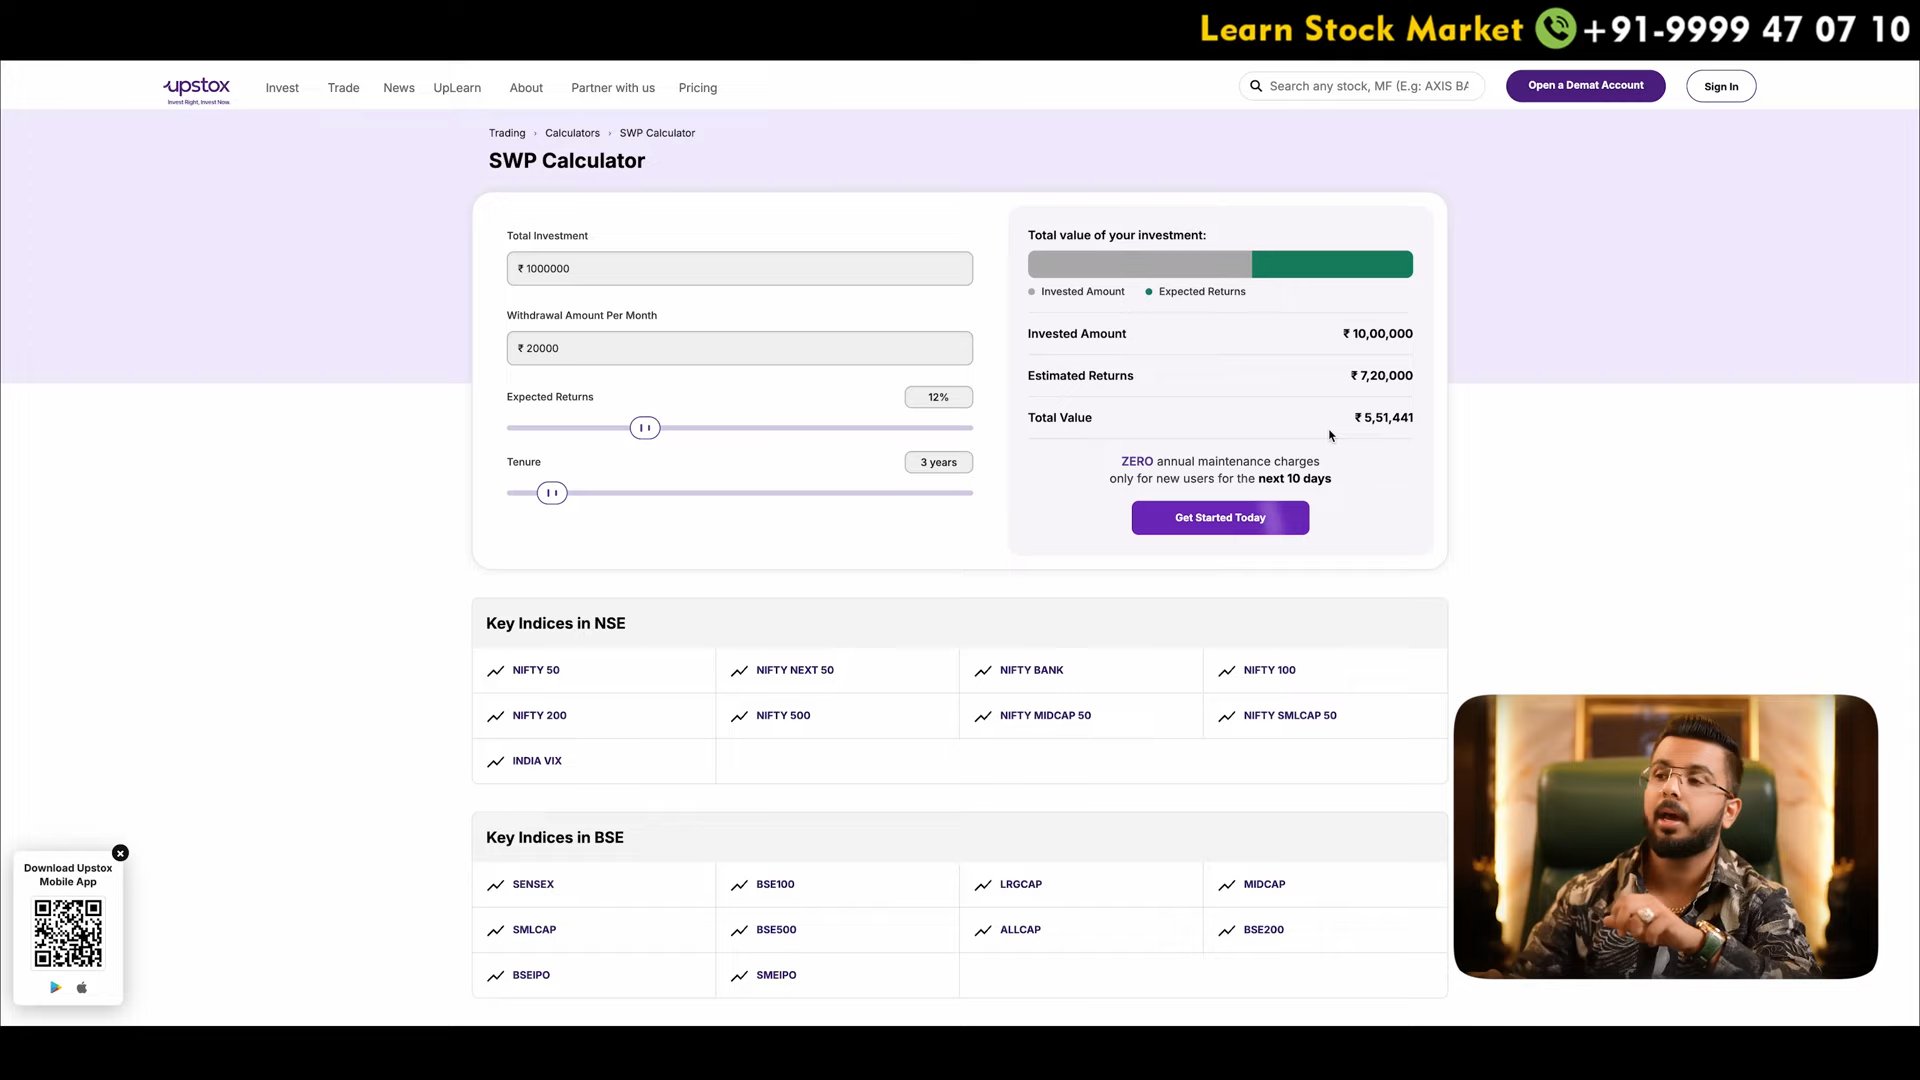 Learn Stock Market +91-9999 47 07 10
upstox
Invest Right, Invest Now
Invest
Trade
News
UpLearn
About
Partner with us
Pricing
Search any stock, MF (E.g: AXIS BA
Open a Demat Account
Sign In
Trading › Calculators › SWP Calculator
SWP Calculator
Total Investment
₹ 1000000
Withdrawal Amount Per Month
₹ 20000
Expected Returns
12%
Tenure
3 years
Total value of your investment:
Invested Amount
Expected Returns
Invested Amount ₹ 10,00,000
Estimated Returns ₹ 7,20,000
Total Value ₹ 5,51,441
ZERO annual maintenance charges
only for new users for the next 10 days
Get Started Today
Key Indices in NSE
NIFTY 50
NIFTY NEXT 50
NIFTY BANK
NIFTY 100
NIFTY 200
NIFTY 500
NIFTY MIDCAP 50
NIFTY SMLCAP 50
INDIA VIX
Key Indices in BSE
SENSEX
BSE100
LRGCAP
MIDCAP
SMLCAP
BSE500
ALLCAP
BSE200
BSEIPO
SMEIPO
Download Upstox
Mobile App